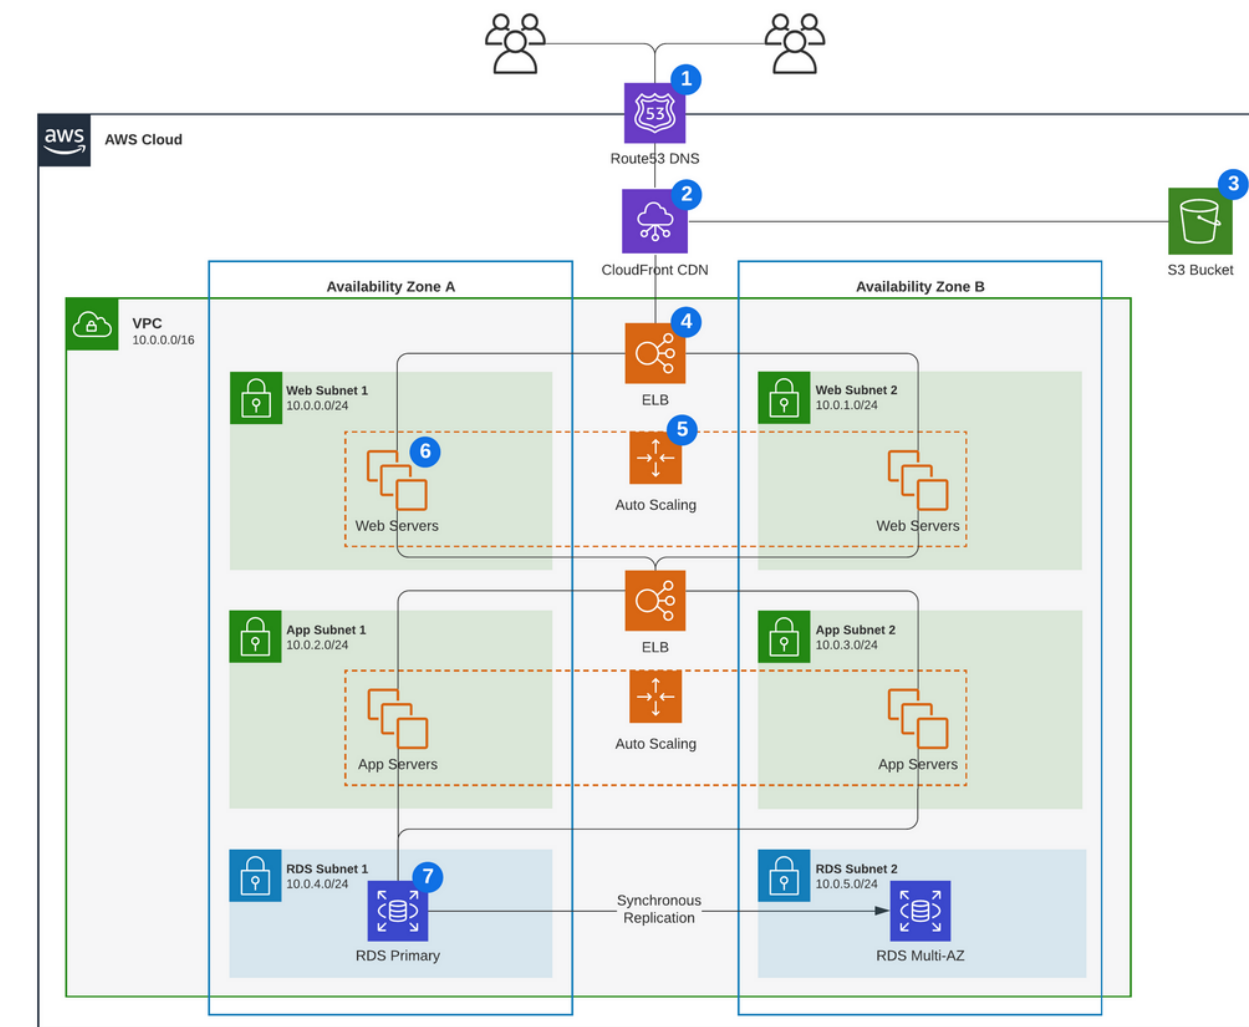 1
53
Route53 DNS
aws
AWS Cloud
2
CloudFront CDN
3
S3 Bucket
Availability Zone A
Availability Zone B
VPC
10.0.0.0/16
4
ELB
Web Subnet 1
10.0.0.0/24
Web Subnet 2
10.0.1.0/24
5
Auto Scaling
6
Web Servers
Web Servers
ELB
App Subnet 1
10.0.2.0/24
App Subnet 2
10.0.3.0/24
Auto Scaling
App Servers
App Servers
RDS Subnet 1
10.0.4.0/24
RDS Subnet 2
10.0.5.0/24
7
Synchronous
Replication
RDS Primary
RDS Multi-AZ